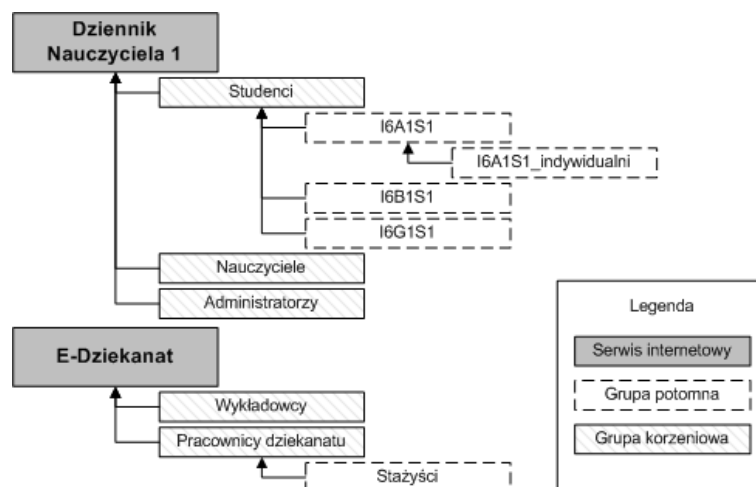 Dziennik
Nauczyciela 1
Studenci
I6A1S1
I6A1S1_indywidualni
I6B1S1
I6G1S1
Nauczyciele
Administratorzy
E-Dziekanat
Wykładowcy
Pracownicy dziekanatu
Stażyści
Legenda
Serwis internetowy
Grupa potomna
Grupa korzeniowa